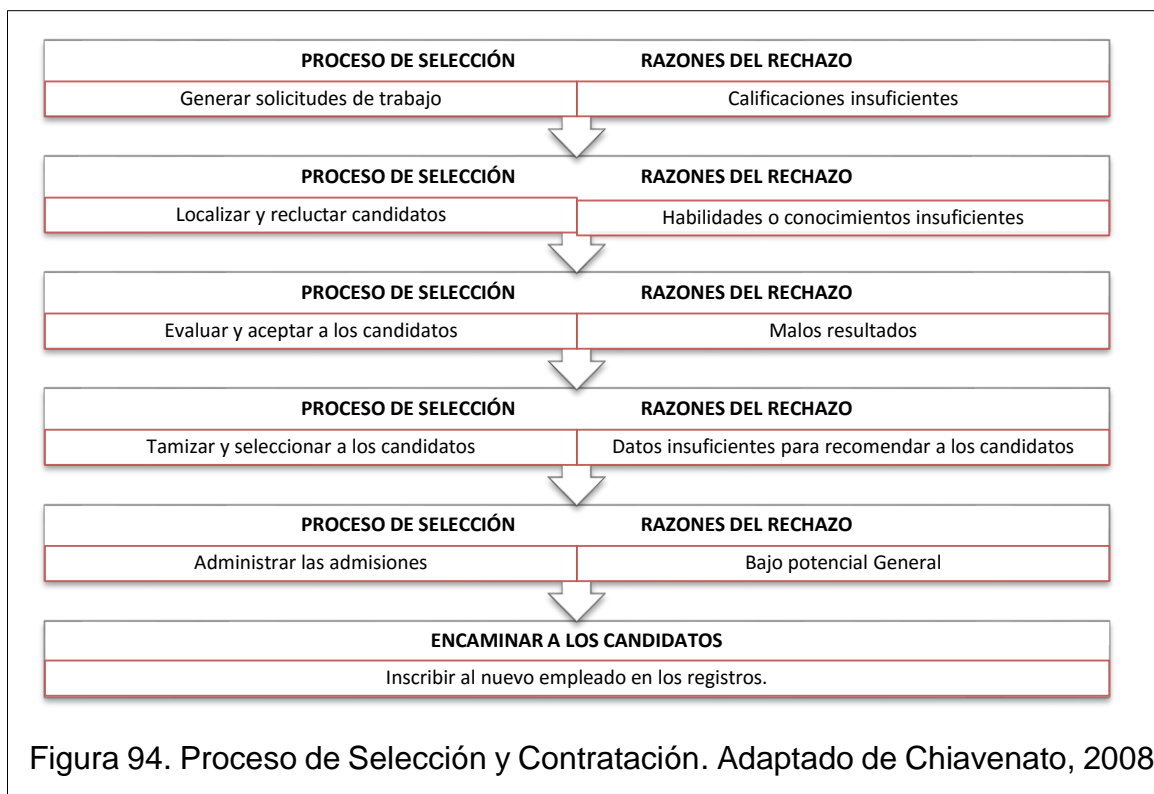 PROCESO DE SELECCIÓN RAZONES DEL RECHAZO
Generar solicitudes de trabajo Calificaciones insuficientes
PROCESO DE SELECCIÓN RAZONES DEL RECHAZO
Localizar y recluctar candidatos Habilidades o conocimientos insuficientes
PROCESO DE SELECCIÓN RAZONES DEL RECHAZO
Evaluar y aceptar a los candidatos Malos resultados
PROCESO DE SELECCIÓN RAZONES DEL RECHAZO
Tamizar y seleccionar a los candidatos Datos insuficientes para recomendar a los candidatos
PROCESO DE SELECCIÓN RAZONES DEL RECHAZO
Administrar las admisiones Bajo potencial General
ENCAMINAR A LOS CANDIDATOS
Inscribir al nuevo empleado en los registros.
Figura 94. Proceso de Selección y Contratación. Adaptado de Chiavenato, 2008